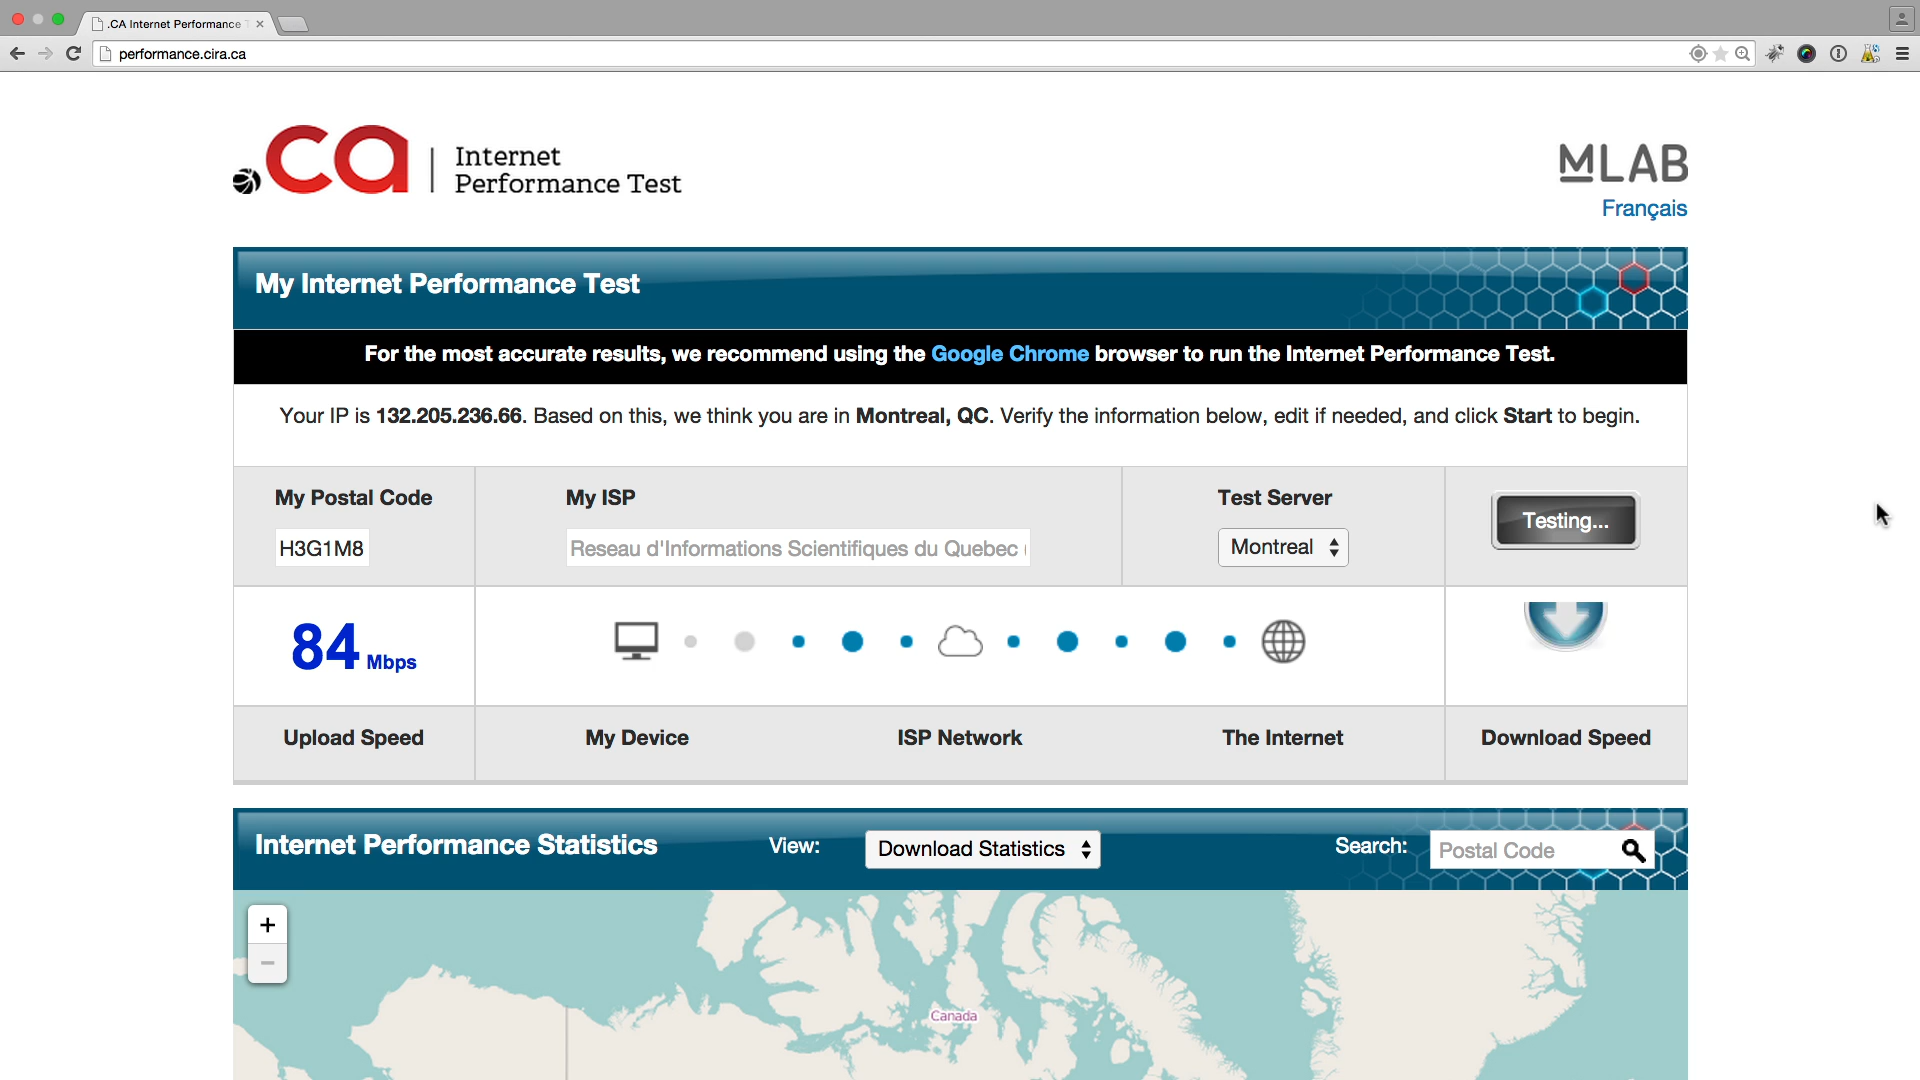 .CA Internet Performance
performance.cira.ca
.ca | Internet
Performance Test
MLAB
Français
My Internet Performance Test
For the most accurate results, we recommend using the Google Chrome browser to run the Internet Performance Test.
Your IP is 132.205.236.66. Based on this, we think you are in Montreal, QC. Verify the information below, edit if needed, and click Start to begin.
My Postal Code
My ISP
Test Server
Testing...
H3G1M8
Reseau d'Informations Scientifiques du Quebec (
Montreal
84 Mbps
Upload Speed
My Device
ISP Network
The Internet
Download Speed
Internet Performance Statistics
View:
Download Statistics
Search:
Postal Code
+
−
Canada